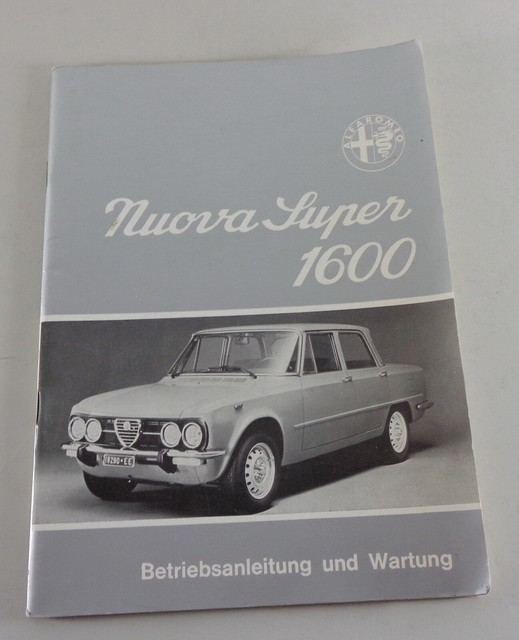 ALFA ROMEO
Nuova Super
1600
Betriebsanleitung und Wartung